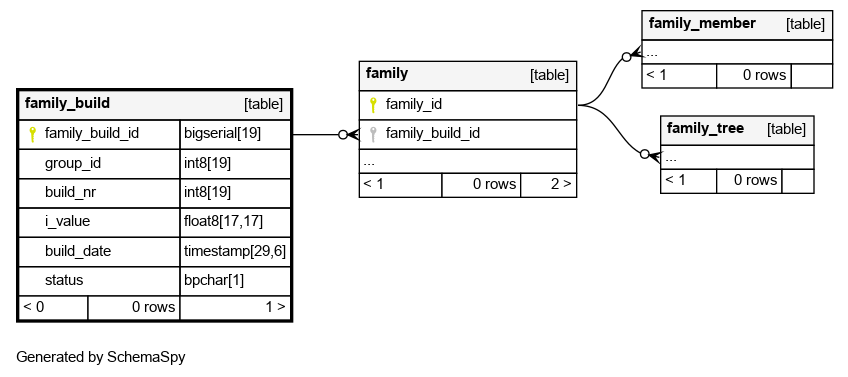 family_build [table]
family_build_id bigserial[19]
group_id int8[19]
build_nr int8[19]
i_value float8[17,17]
build_date timestamp[29,6]
status bpchar[1]
< 0 0 rows 1 >
family [table]
family_id
family_build_id
...
< 1 0 rows 2 >
family_member [table]
...
< 1 0 rows
family_tree [table]
...
< 1 0 rows
Generated by SchemaSpy